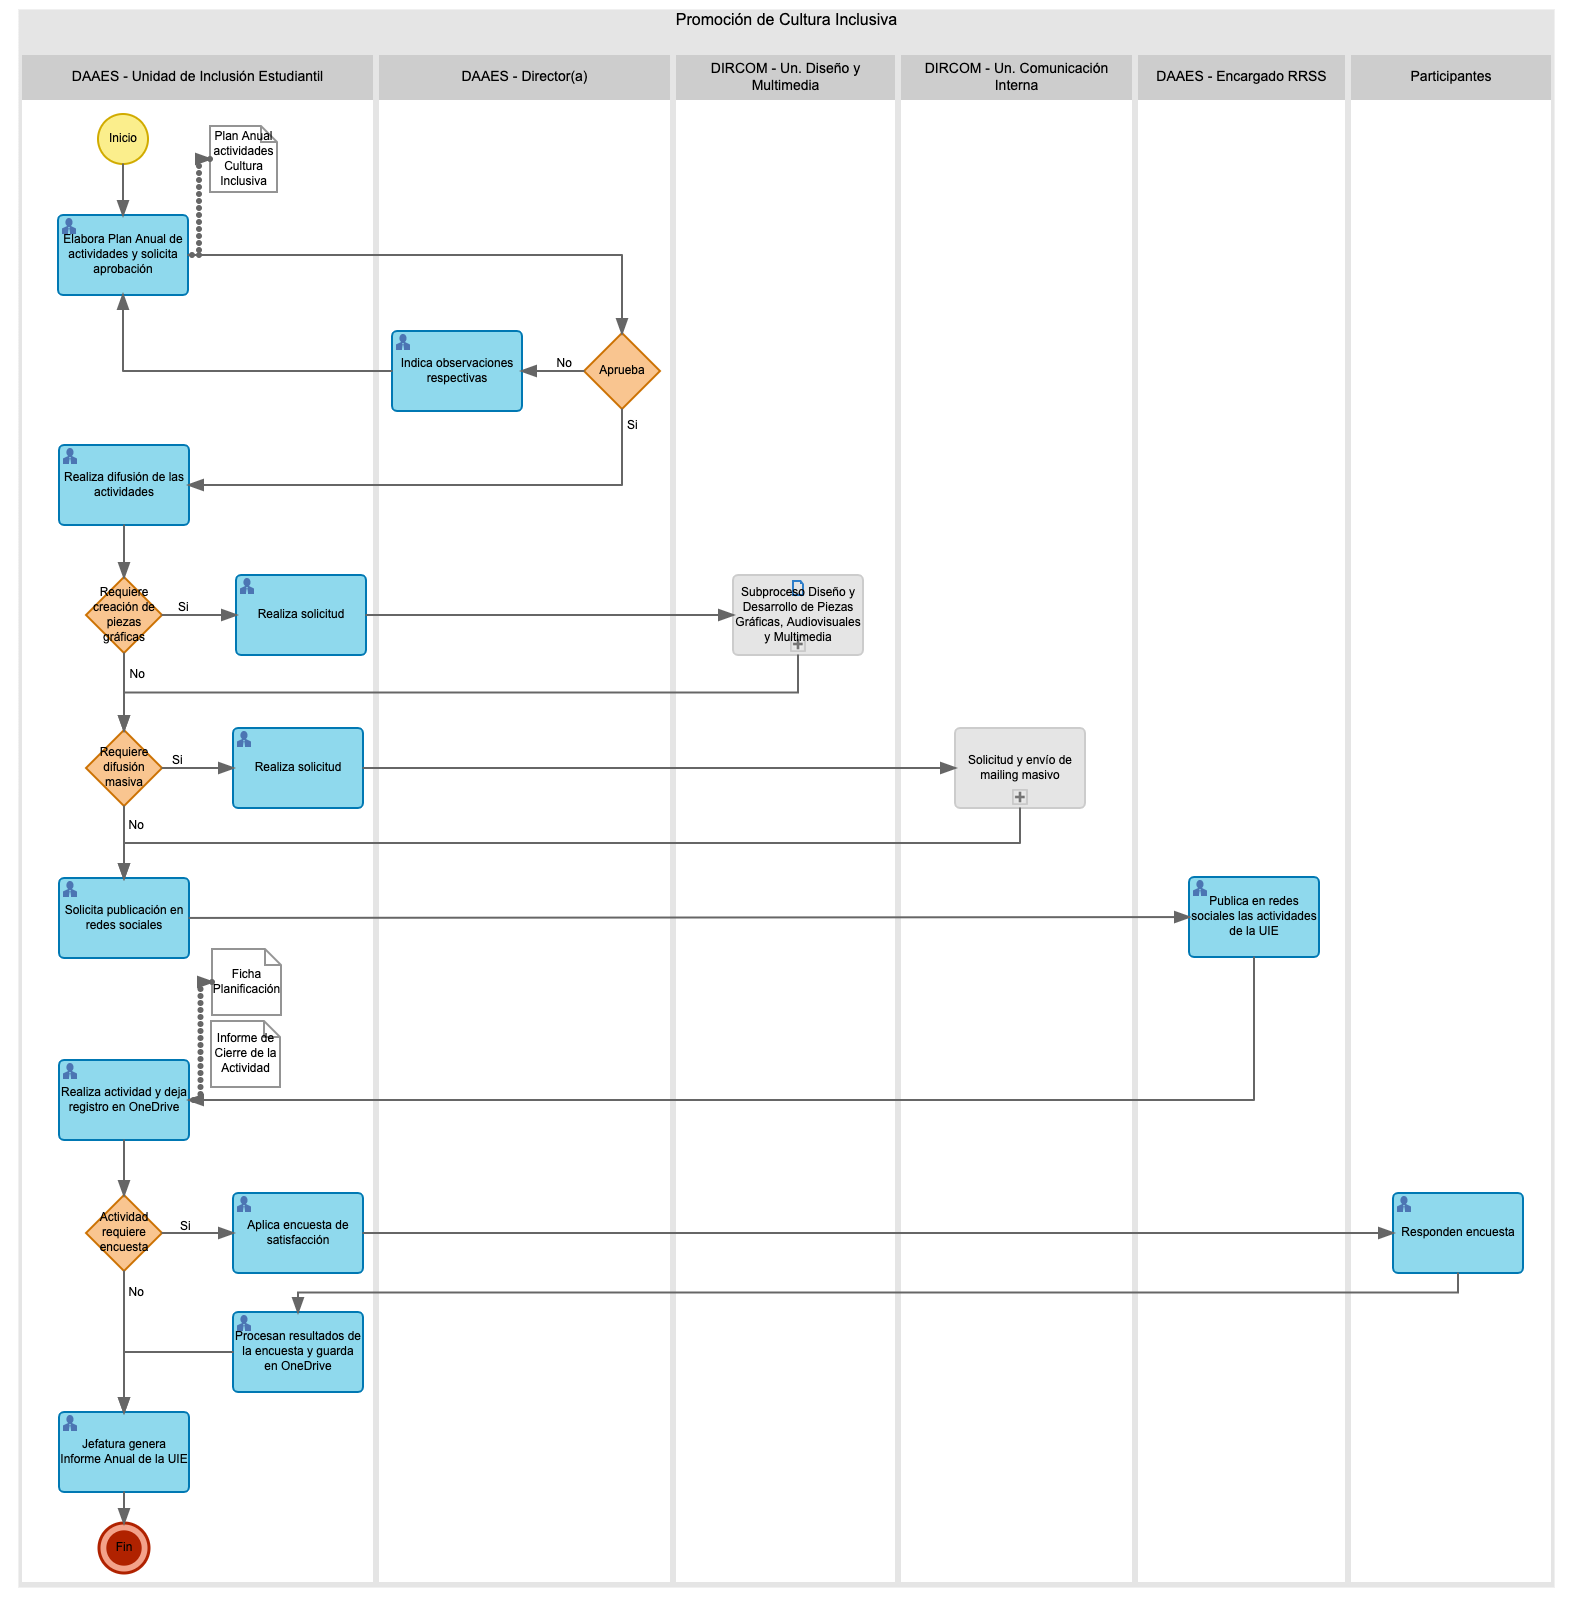 Promoción de Cultura Inclusiva
DAAES - Unidad de Inclusión Estudiantil
DAAES - Director(a)
DIRCOM - Un. Diseño y
Multimedia
DIRCOM - Un. Comunicación
Interna
DAAES - Encargado RRSS
Participantes
Inicio
Plan Anual
actividades
Cultura
Inclusiva
Elabora Plan Anual de
actividades y solicita
aprobación
Indica observaciones
respectivas
No
Aprueba
Si
Realiza difusión de las
actividades
Requiere
creación de
piezas
gráficas
Si
Realiza solicitud
Subproceso Diseño y
Desarrollo de Piezas
Gráficas, Audiovisuales
y Multimedia
No
Requiere
difusión
masiva
Si
Realiza solicitud
Solicitud y envío de
mailing masivo
No
Solicita publicación en
redes sociales
Publica en redes
sociales las actividades
de la UIE
Ficha
Planificación
Informe de
Cierre de la
Actividad
Realiza actividad y deja
registro en OneDrive
Actividad
requiere
encuesta
Si
Aplica encuesta de
satisfacción
Responden encuesta
No
Procesan resultados de
la encuesta y guarda
en OneDrive
Jefatura genera
Informe Anual de la UIE
Fin